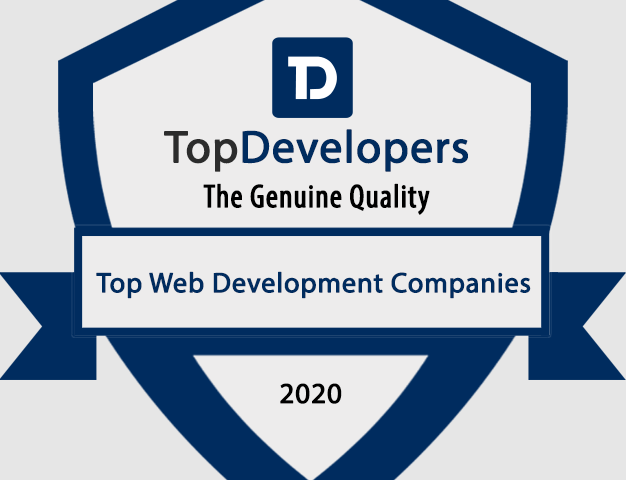 TD
TopDevelopers
The Genuine Quality
Top Web Development Companies
2020